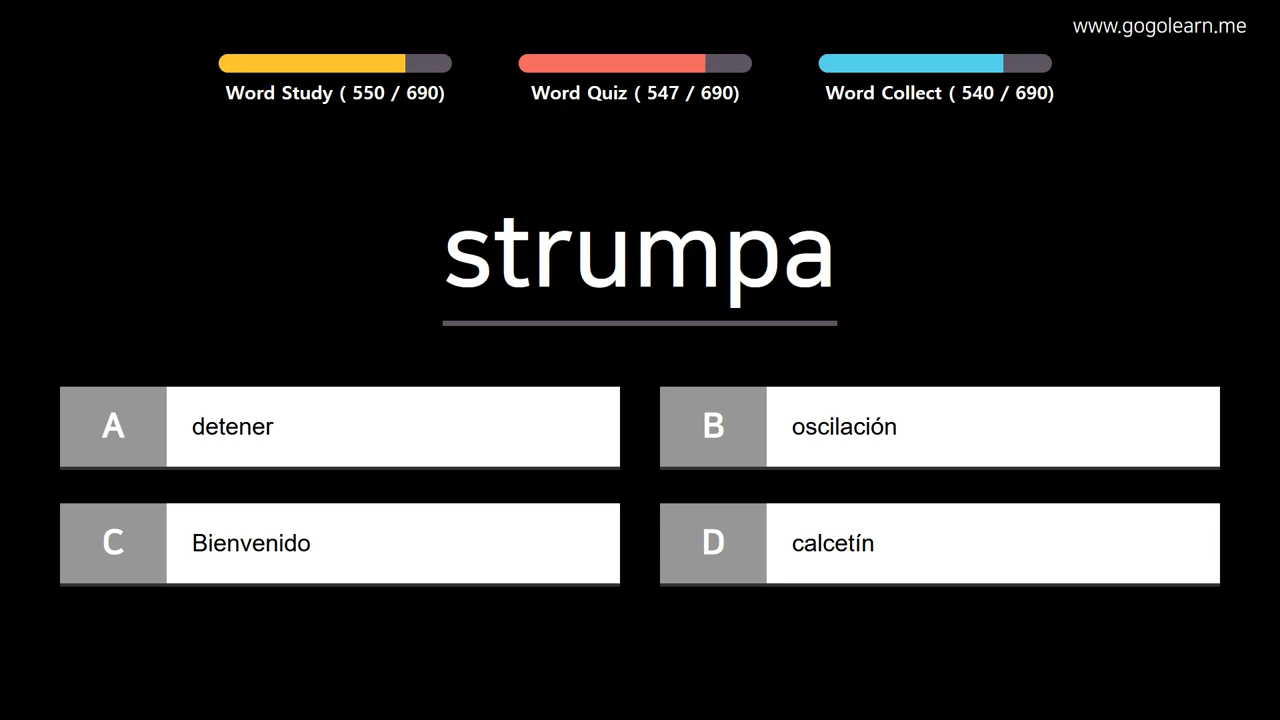 www.gogolearn.me
Word Study ( 550 / 690)
Word Quiz ( 547 / 690)
Word Collect ( 540 / 690)
strumpa
A detener
B oscilación
C Bienvenido
D calcetín